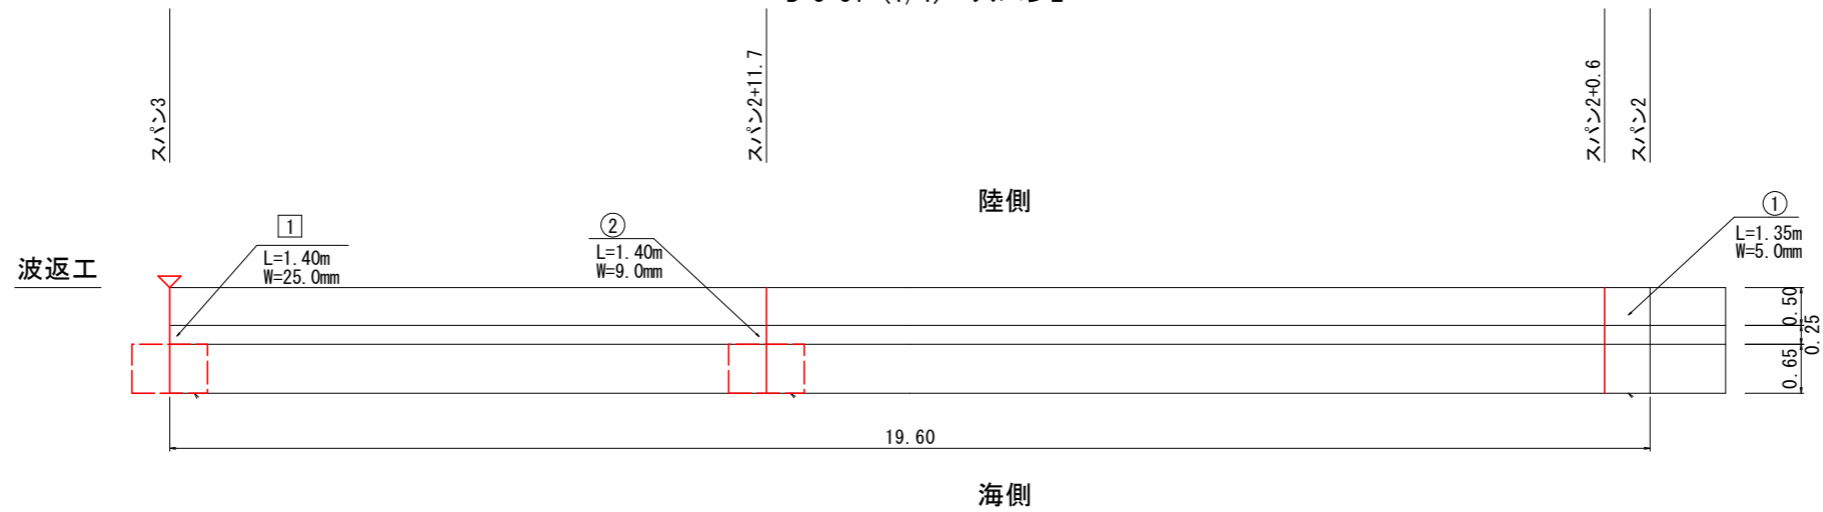 スパン3
スパン2+11.7
スパン2+0.6
スパン2
陸側
1
L=1.40m
W=25.0mm
②
L=1.40m
W=9.0mm
①
L=1.35m
W=5.0mm
波返工
0.50
0.25
0.65
19.60
海側